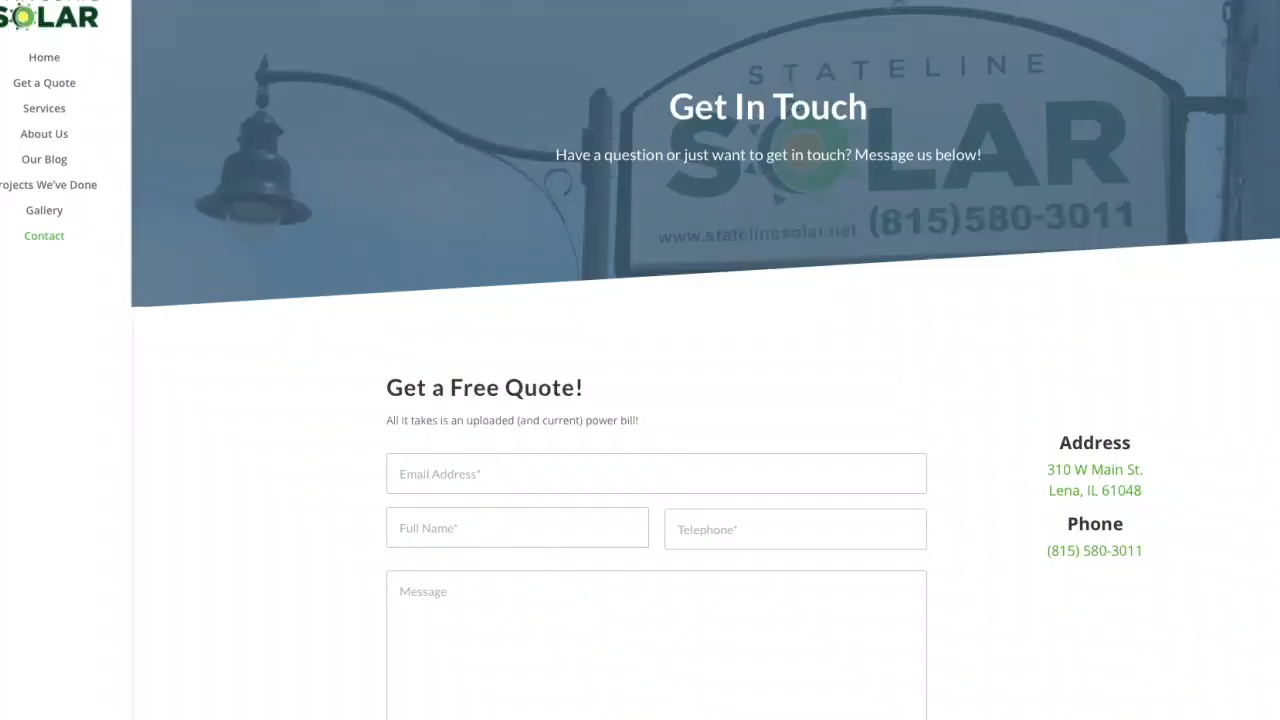 SOLAR
Home
Get a Quote
Services
About Us
Our Blog
rojects We've Done
Gallery
Contact
STATELINE
SOLAR
www.statelinesolar.net (815)580-3011
Get In Touch
Have a question or just want to get in touch? Message us below!
Get a Free Quote!
All it takes is an uploaded (and current) power bill!
Email Address*
Full Name*
Telephone*
Message
Address
310 W Main St.
Lena, IL 61048
Phone
(815) 580-3011